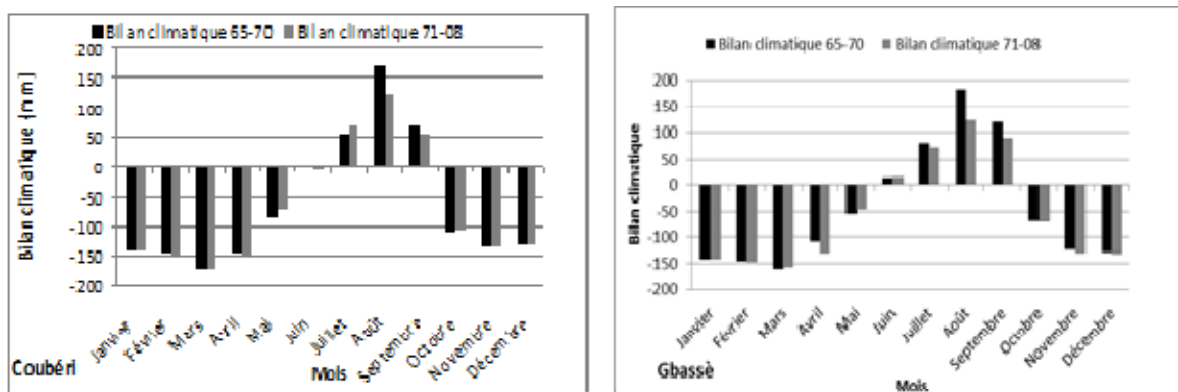 Bilan climatique 65-70 Bilan climatique 71-08
200
150
100
50
0
-50
-100
-150
-200
Bilan climatique (mm)
Janvier Février Mars Avril Mai Juin Juillet Août Septembre Octobre Novembre Décembre
Coubéri
Mois
Bilan climatique 65-70 Bilan climatique 71-08
200
150
100
50
0
-50
-100
-150
-200
Bilan climatique
Janvier Février Mars Avril Mai Juin Juillet Août Septembre Octobre Novembre Décembre
Gbassè
Mois